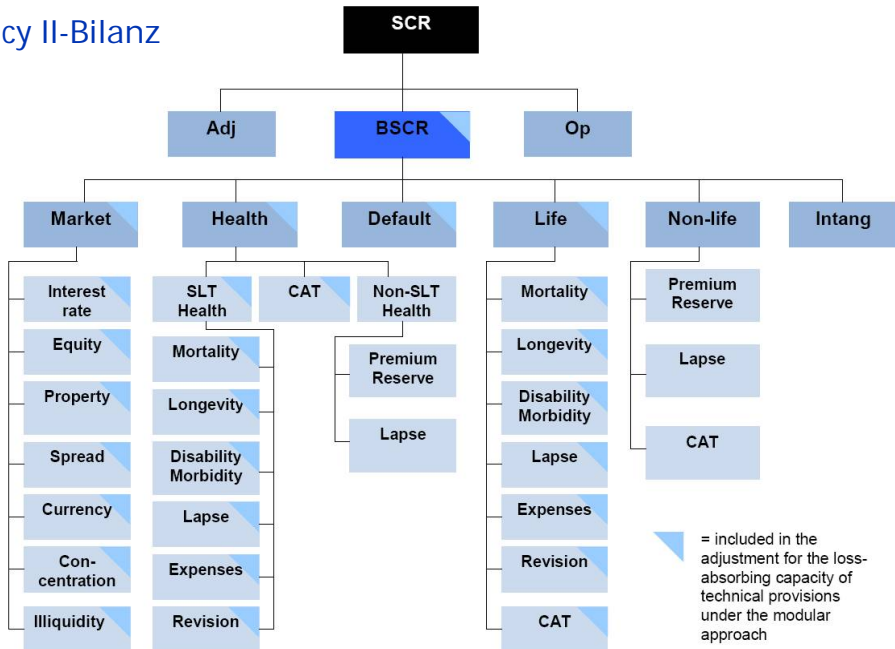 cy II-Bilanz
SCR
Adj
BSCR
Op
Market
Health
Default
Life
Non-life
Intang
Interest
rate
Equity
Property
Spread
Currency
Con-
centration
Illiquidity
SLT
Health
CAT
Non-SLT
Health
Mortality
Longevity
Disability
Morbidity
Lapse
Expenses
Revision
Premium
Reserve
Lapse
Mortality
Longevity
Disability
Morbidity
Lapse
Expenses
Revision
CAT
Premium
Reserve
Lapse
CAT
= included in the
adjustment for the loss-
absorbing capacity of
technical provisions
under the modular
approach